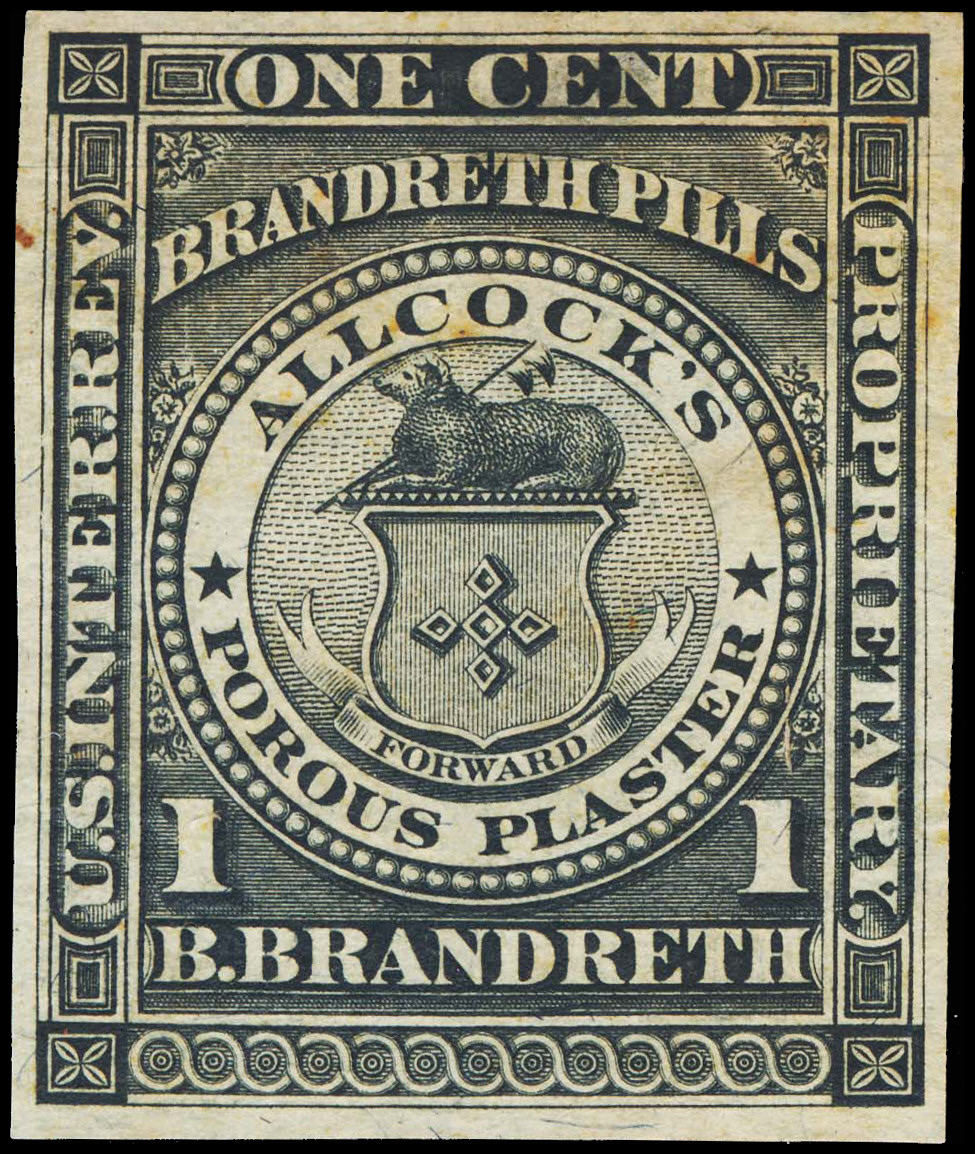 ONE CENT
BRANDRETH PILLS
ALLCOCK'S
POROUS PLASTER
FORWARD
U.S. INTER. REV.
PROPRIETARY.
1 1
B. BRANDRETH